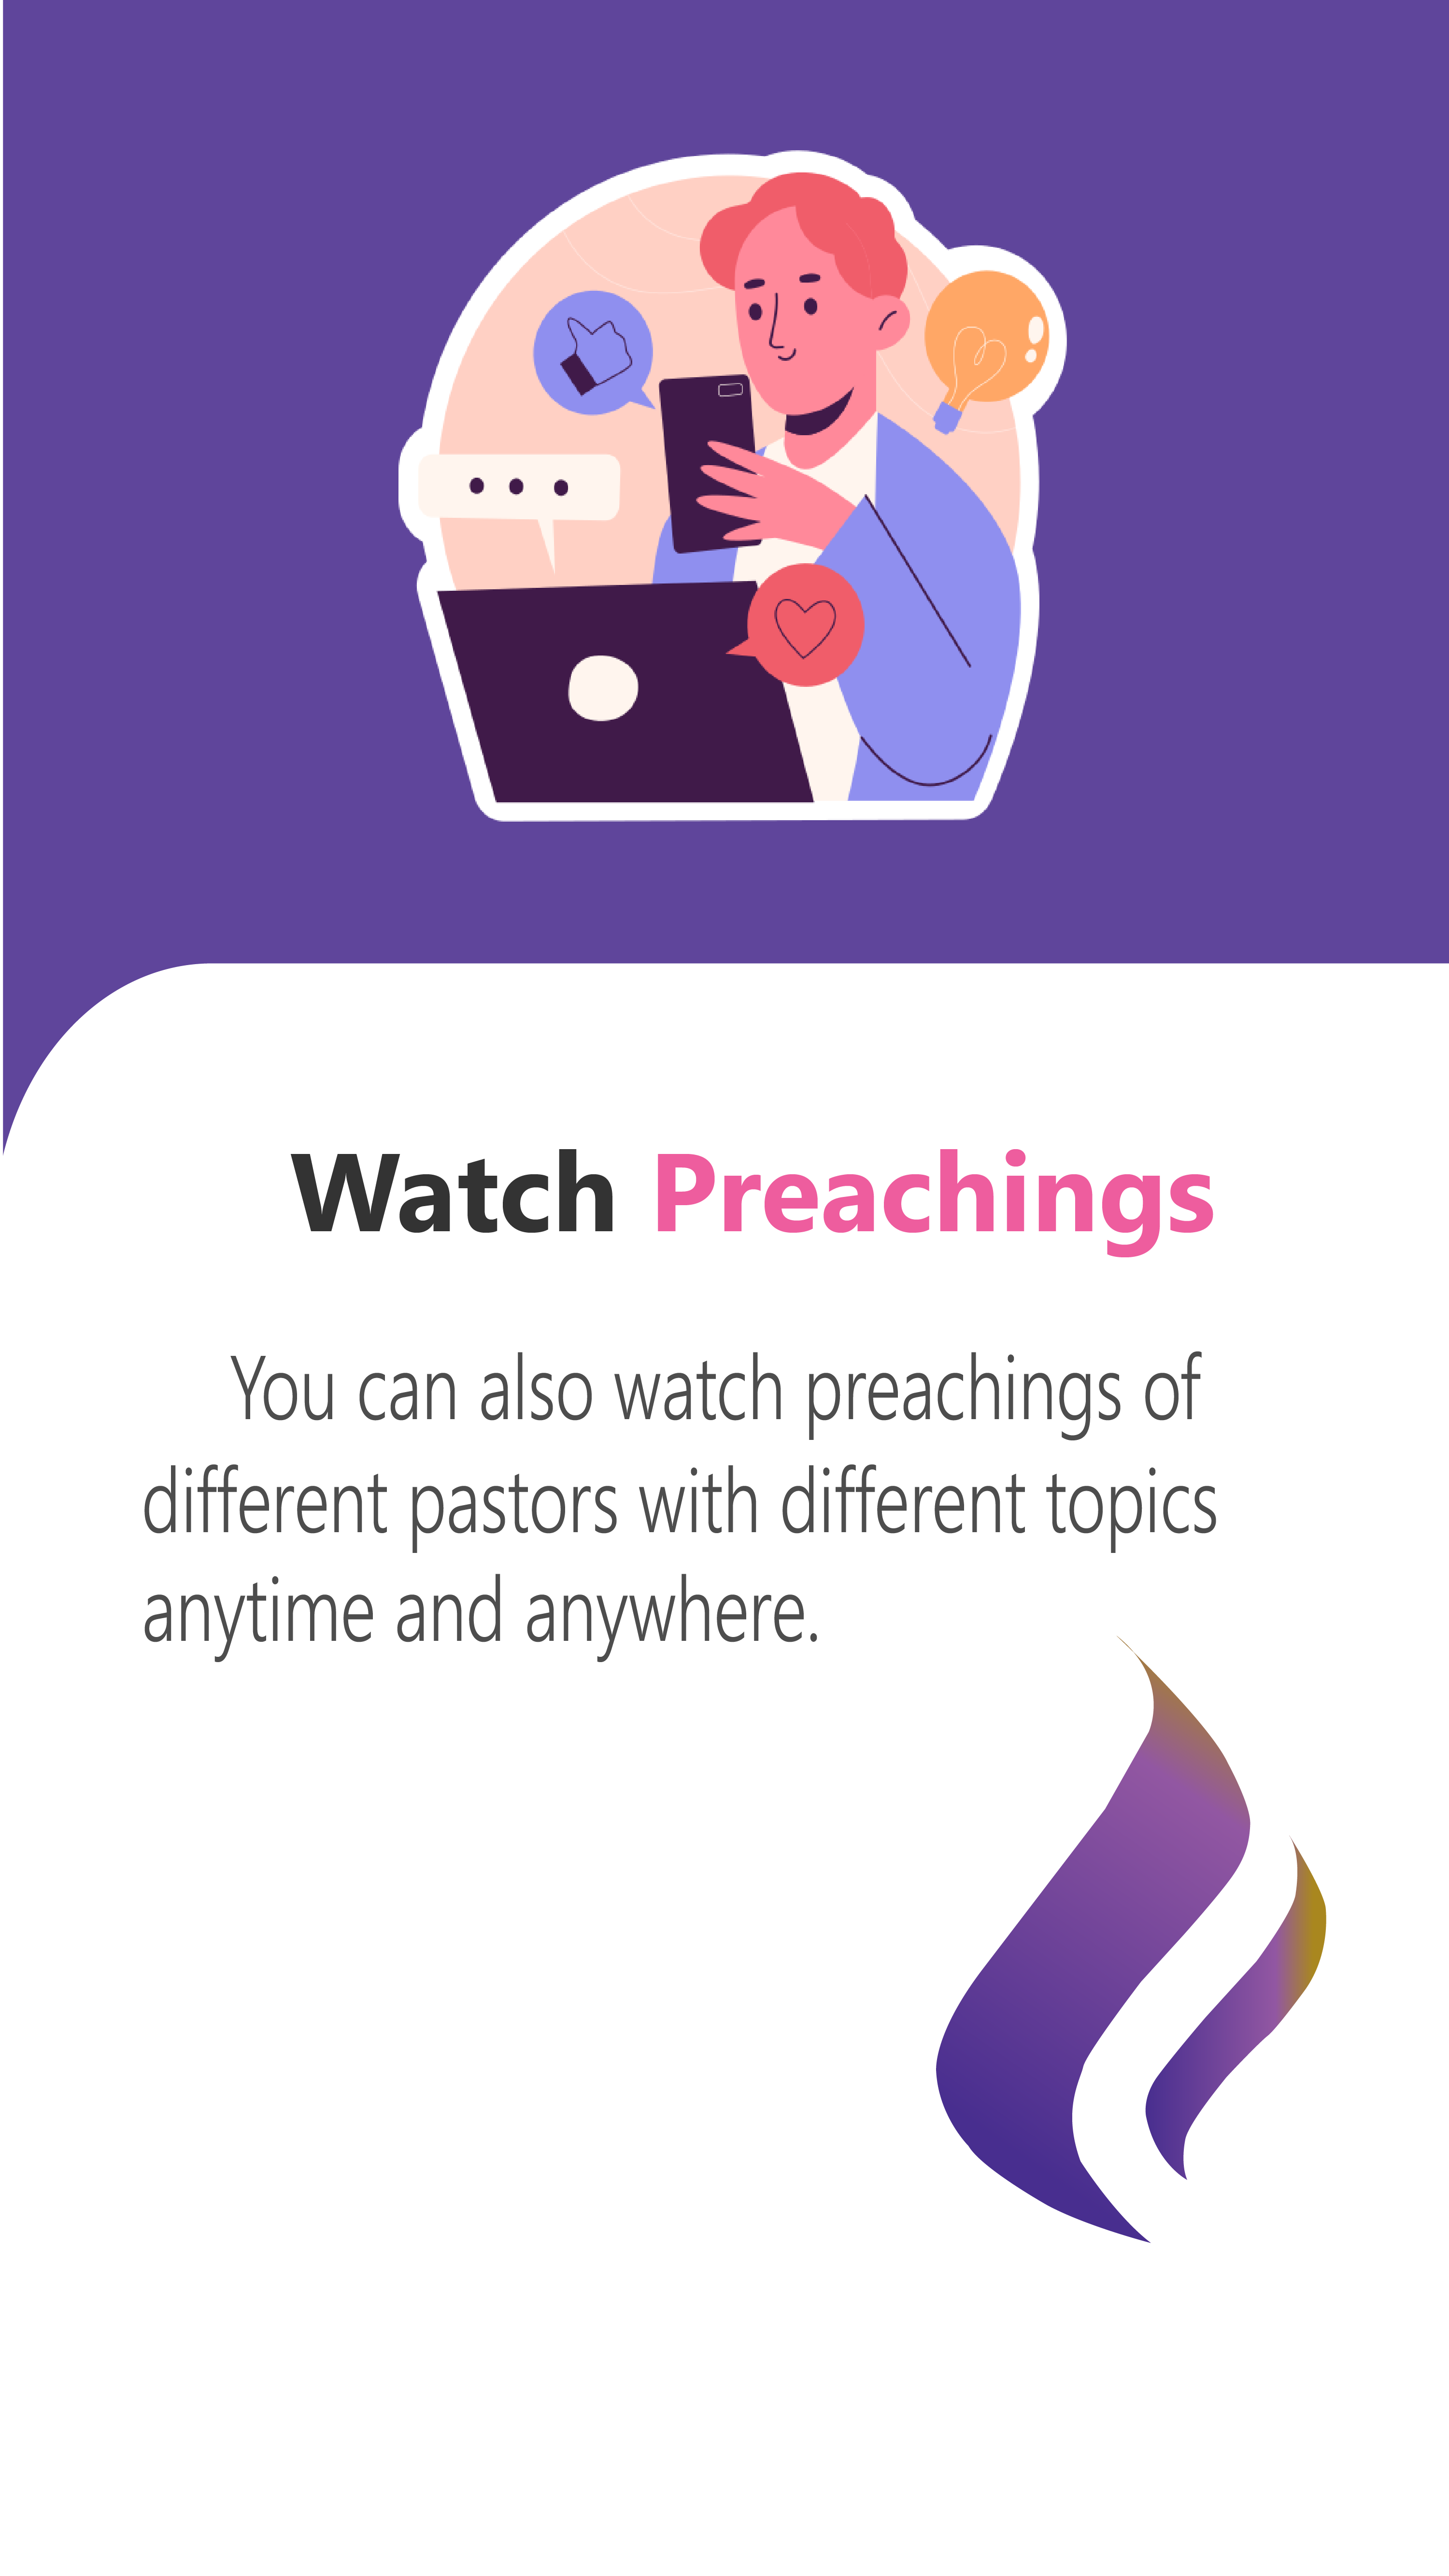 Watch Preachings
You can also watch preachings of
different pastors with different topics
anytime and anywhere.